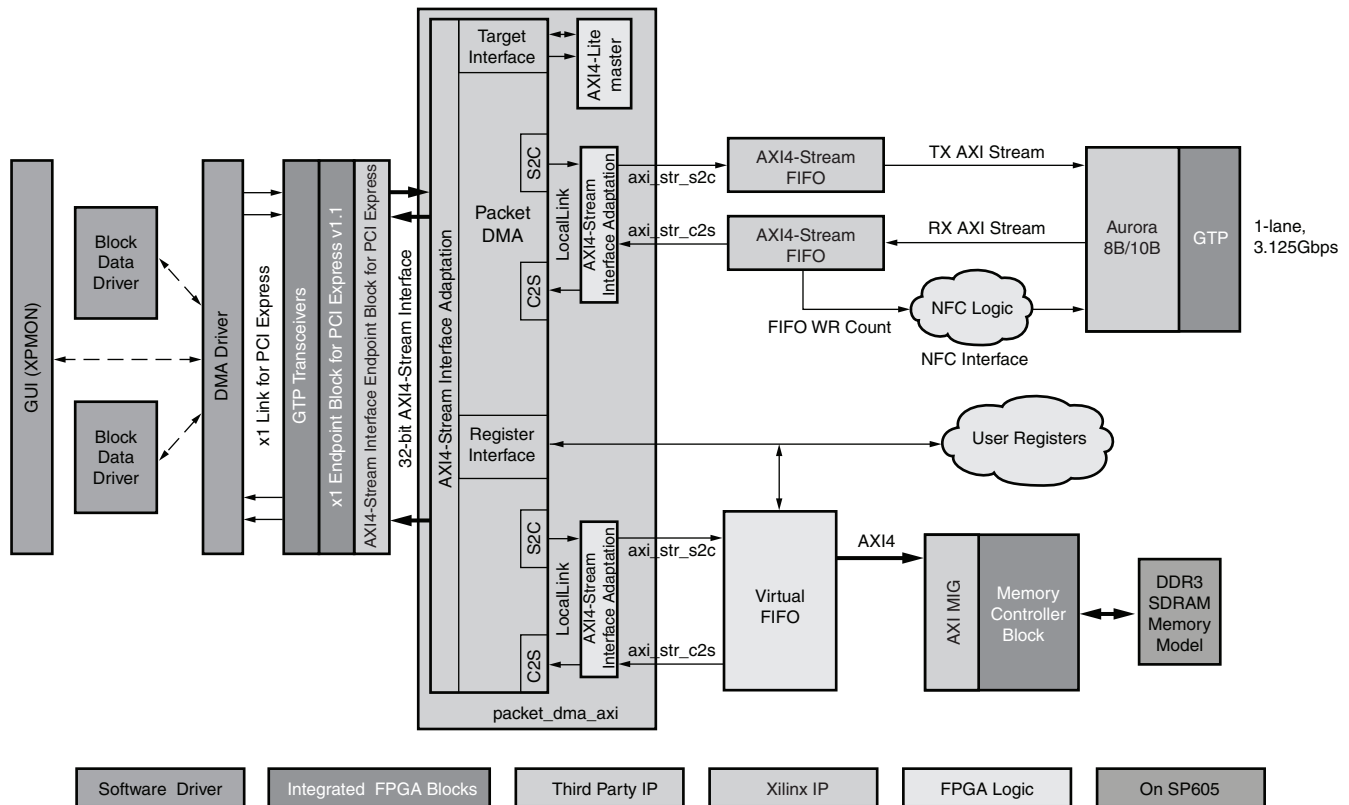 GUI (XPMON)
Block
Data
Driver
Block
Data
Driver
DMA Driver
x1 Link for PCI Express
GTP Transceivers
x1 Endpoint Block for PCI Express v1.1
AXI4-Stream Interface Endpoint Block for PCI Express
32-bit AXI4-Stream Interface
AXI4-Stream Interface Adaptation
Target
Interface
AXI4-Lite
master
Packet
DMA
S2C
C2S
LocalLink
AXI4-Stream
Interface Adaptation
axi_str_s2c
axi_str_c2s
AXI4-Stream
FIFO
AXI4-Stream
FIFO
TX AXI Stream
RX AXI Stream
Aurora
8B/10B
GTP
1-lane,
3.125Gbps
FIFO WR Count
NFC Logic
NFC Interface
Register
Interface
User Registers
S2C
C2S
LocalLink
AXI4-Stream
Interface Adaptation
axi_str_s2c
axi_str_c2s
Virtual
FIFO
AXI4
AXI MIG
Memory
Controller
Block
DDR3
SDRAM
Memory
Model
packet_dma_axi
Software Driver
Integrated FPGA Blocks
Third Party IP
Xilinx IP
FPGA Logic
On SP605